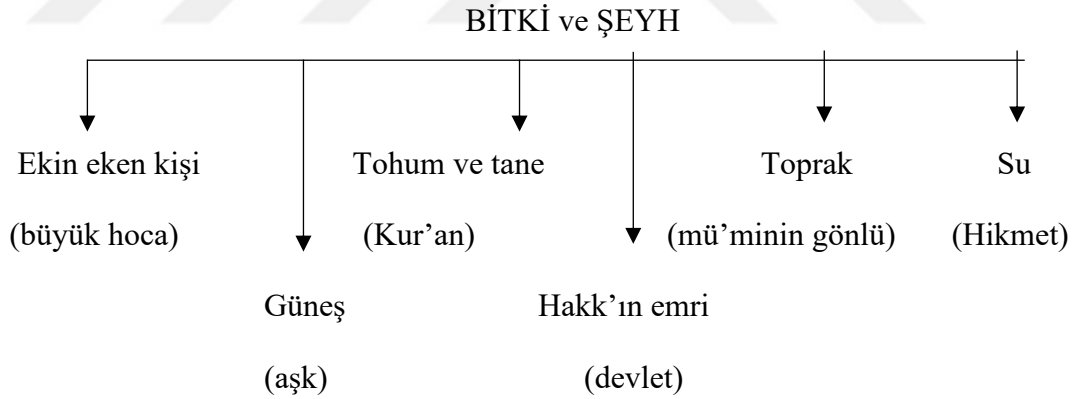 BİTKİ ve ŞEYH
Ekin eken kişi Tohum ve tane Toprak Su
(büyük hoca) (Kur’an) (mü’minin gönlü) (Hikmet)
Güneş Hakk’ın emri
(aşk) (devlet)